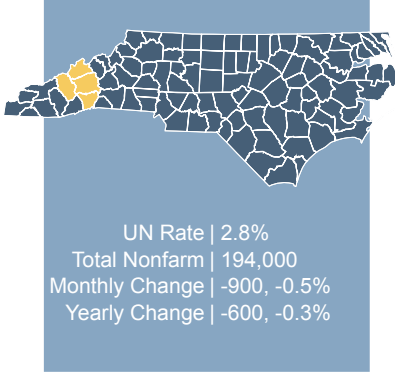 UN Rate | 2.8%
Total Nonfarm | 194,000
Monthly Change | -900, -0.5%
Yearly Change | -600, -0.3%